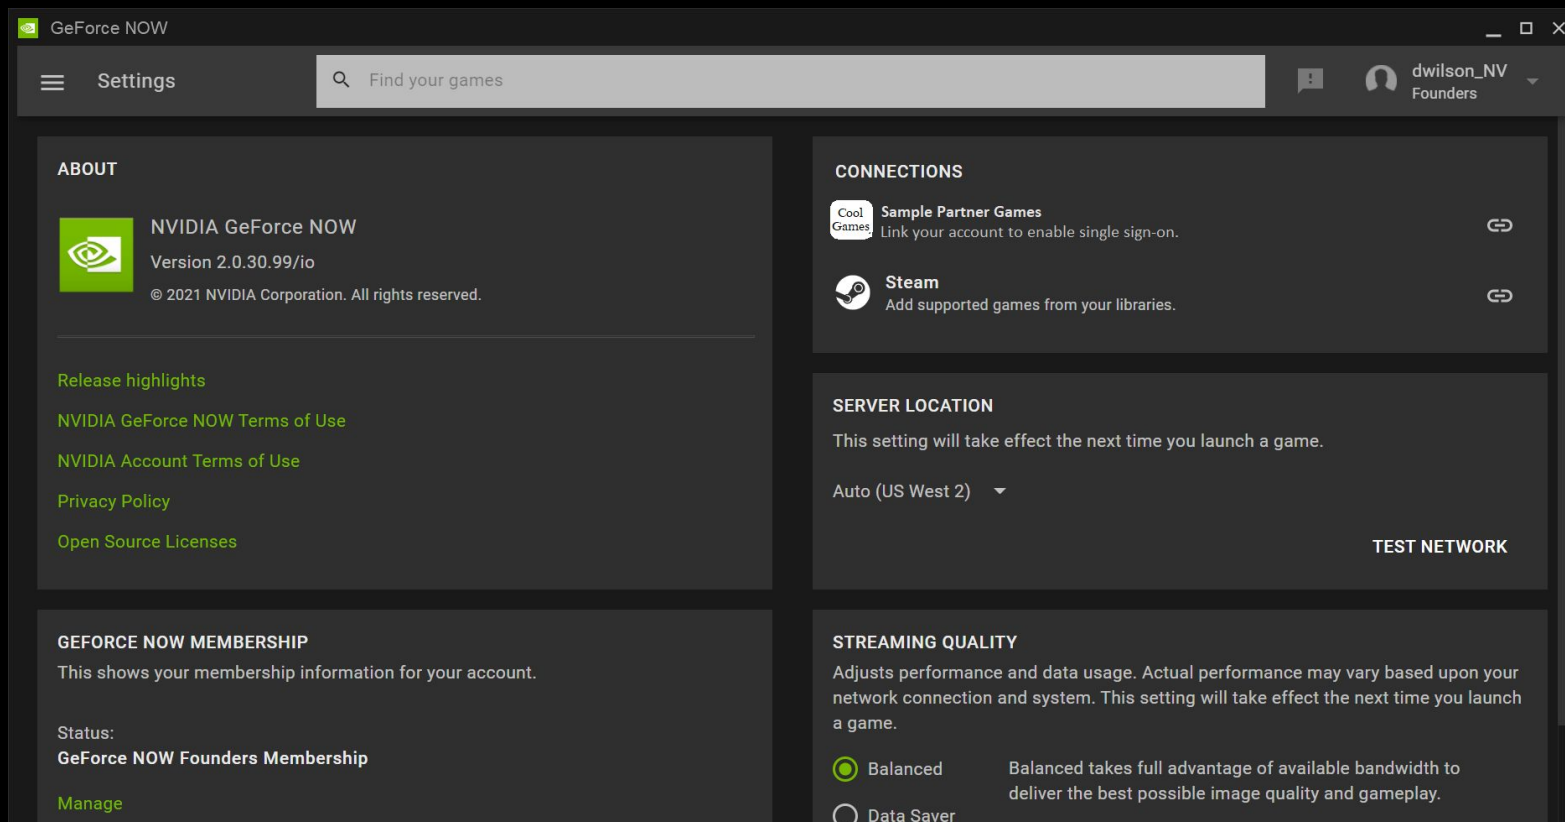 GeForce NOW
Settings
Find your games
dwilson_NV
Founders
ABOUT
NVIDIA GeForce NOW
Version 2.0.30.99/io
© 2021 NVIDIA Corporation. All rights reserved.
Release highlights
NVIDIA GeForce NOW Terms of Use
NVIDIA Account Terms of Use
Privacy Policy
Open Source Licenses
GEFORCE NOW MEMBERSHIP
This shows your membership information for your account.
Status:
GeForce NOW Founders Membership
Manage
CONNECTIONS
Cool
Games
Sample Partner Games
Link your account to enable single sign-on.
Steam
Add supported games from your libraries.
SERVER LOCATION
This setting will take effect the next time you launch a game.
Auto (US West 2)
TEST NETWORK
STREAMING QUALITY
Adjusts performance and data usage. Actual performance may vary based upon your
network connection and system. This setting will take effect the next time you launch
a game.
Balanced
Balanced takes full advantage of available bandwidth to
deliver the best possible image quality and gameplay.
Data Saver